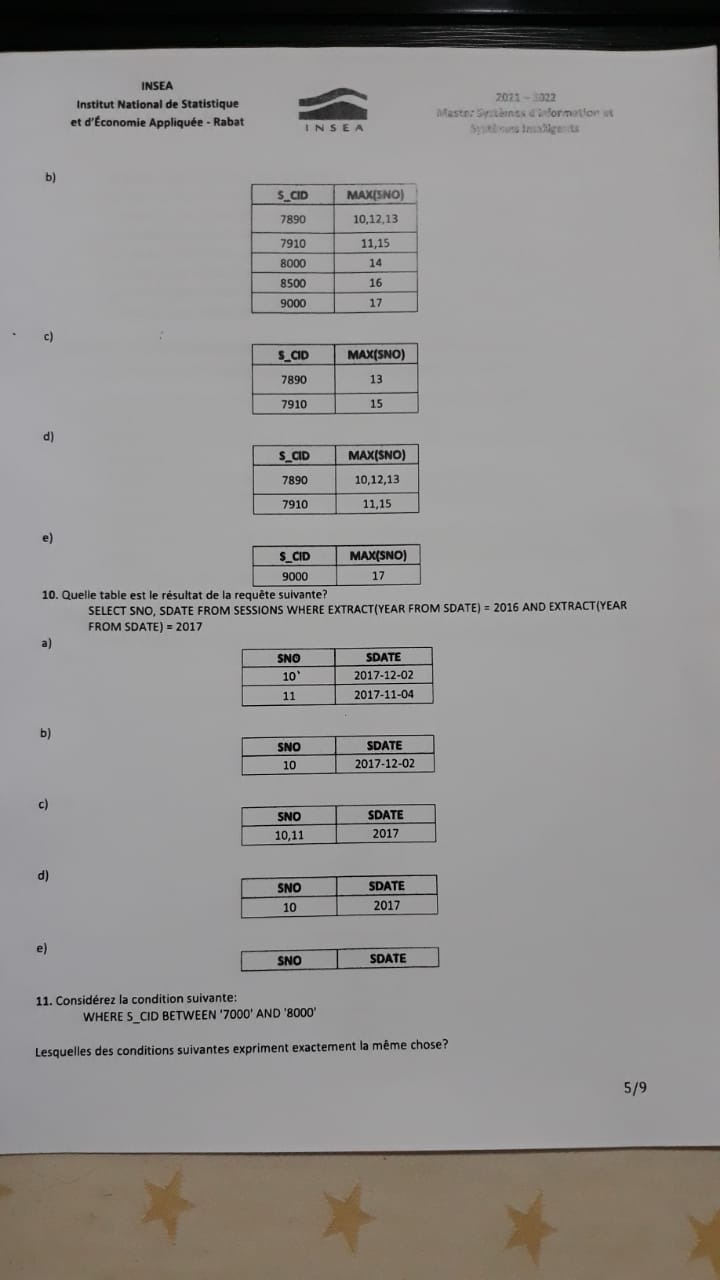 INSEA
Institut National de Statistique
et d'Économie Appliquée - Rabat
INSEA
2021 - 2022
Master Systèmes d'Information et
Systèmes Intelligents
b)
S_CID MAX(SNO)
7890 10,12,13
7910 11,15
8000 14
8500 16
9000 17
c)
S_CID MAX(SNO)
7890 13
7910 15
d)
S_CID MAX(SNO)
7890 10,12,13
7910 11,15
e)
S_CID MAX(SNO)
9000 17
10. Quelle table est le résultat de la requête suivante?
SELECT SNO, SDATE FROM SESSIONS WHERE EXTRACT(YEAR FROM SDATE) = 2016 AND EXTRACT(YEAR
FROM SDATE) = 2017
a)
SNO SDATE
10 2017-12-02
11 2017-11-04
b)
SNO SDATE
10 2017-12-02
c)
SNO SDATE
10,11 2017
d)
SNO SDATE
10 2017
e)
SNO SDATE
11. Considérez la condition suivante:
WHERE S_CID BETWEEN '7000' AND '8000'
Lesquelles des conditions suivantes expriment exactement la même chose?
5/9